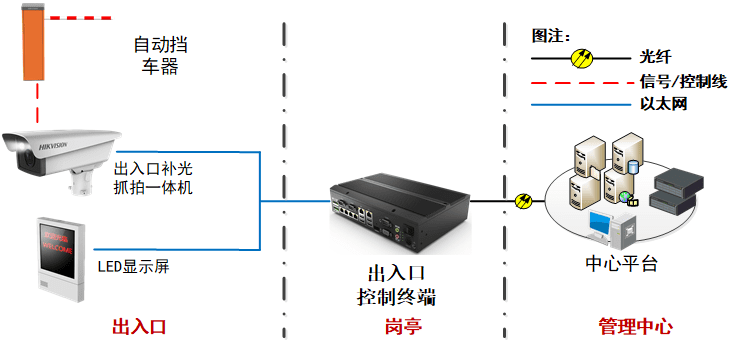 自动挡
车器
图注：
光纤
信号/控制线
以太网
HIKVISION
出入口补光
抓拍一体机
WELCOME
LED显示屏
出入口
控制终端
中心平台
出入口
岗亭
管理中心